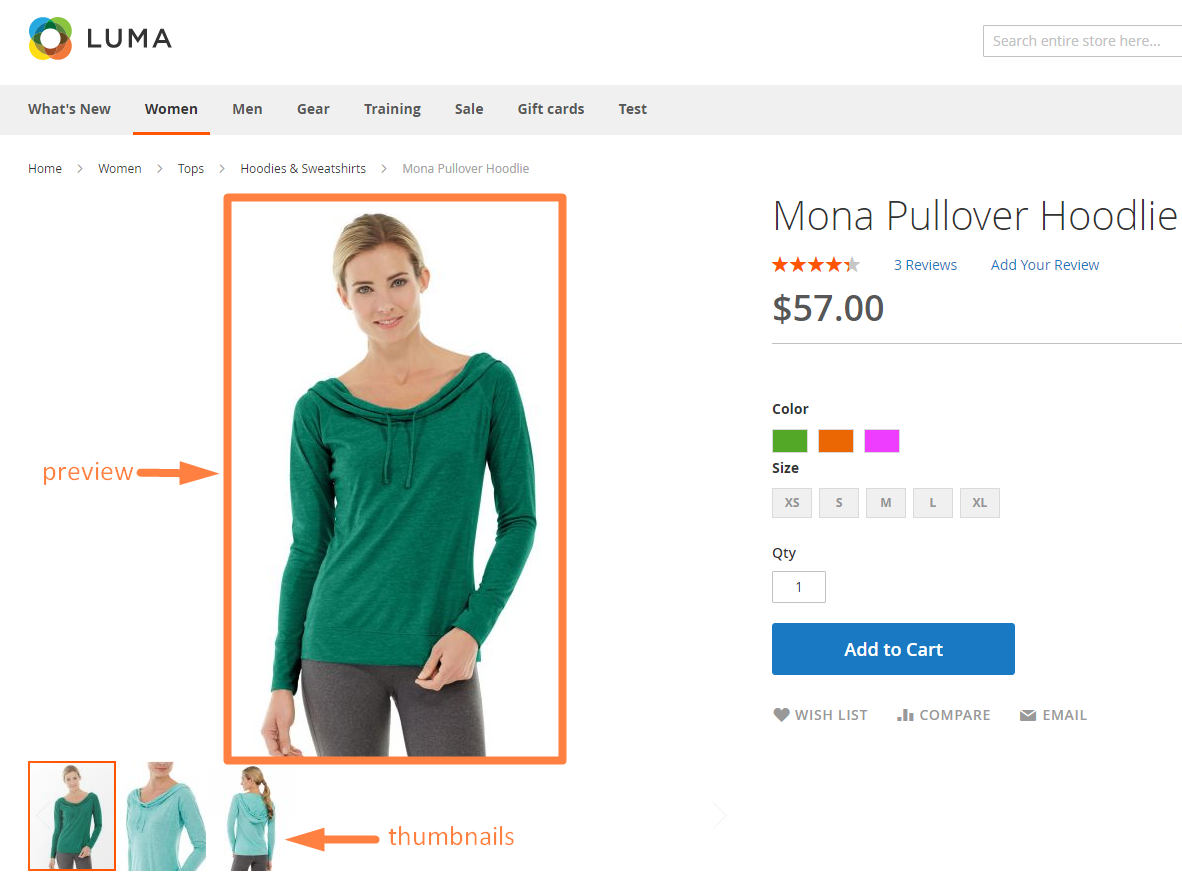 LUMA
Search entire store here...
What's New Women Men Gear Training Sale Gift cards Test
Home > Women > Tops > Hoodies & Sweatshirts > Mona Pullover Hoodlie
Mona Pullover Hoodlie
3 Reviews Add Your Review
$57.00
Color
preview
Size
XS S M L XL
Qty
1
Add to Cart
WISH LIST COMPARE EMAIL
thumbnails